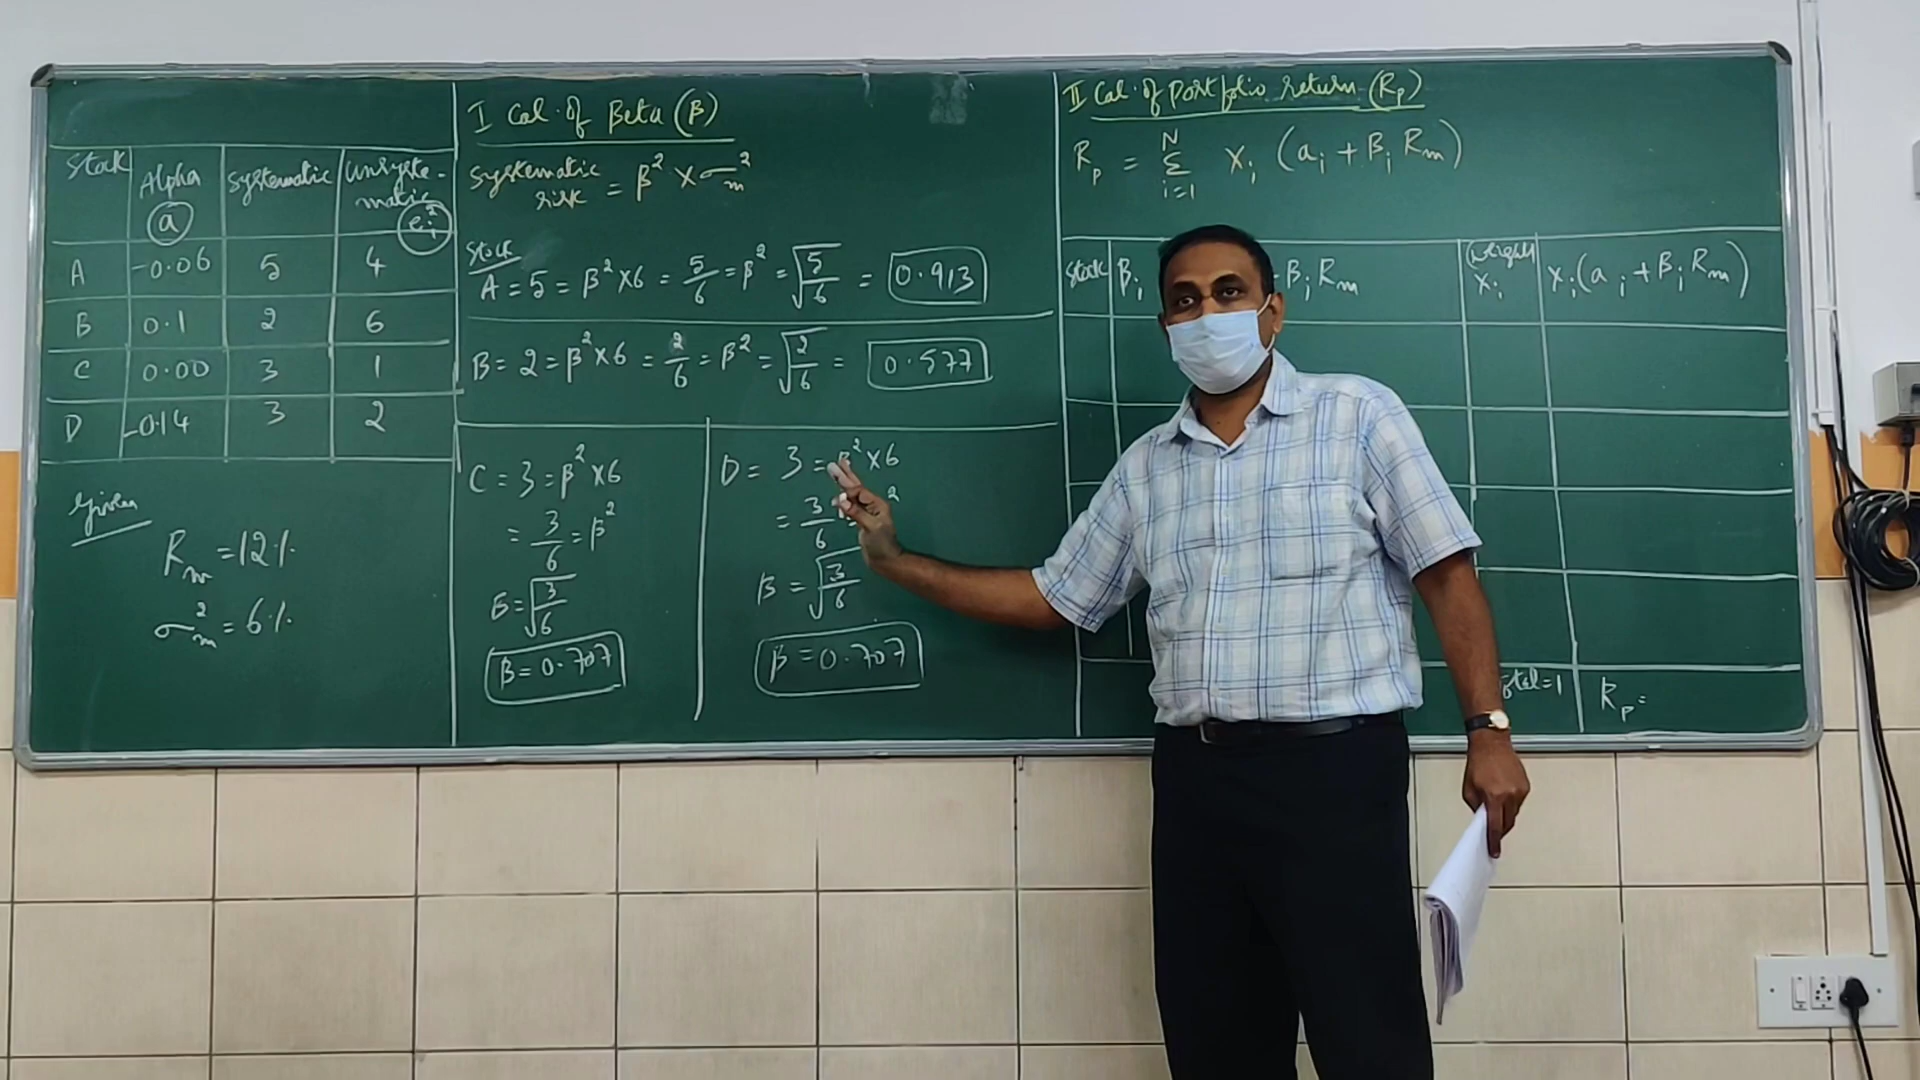 Stock Alpha (a) Systematic Unsyste-matic (eᵢ²)
A -0.06 5 4
B 0.1 2 6
C 0.00 3 1
D -0.14 3 2
Given
Rₘ = 12%
σₘ² = 6%
I Cal. of Beta (β)
Systematic risk = β² × σₘ²
Stock
A = 5 = β² × 6 = 5/6 = β² = √(5/6) = 0.913
B = 2 = β² × 6 = 2/6 = β² = √(2/6) = 0.577
C = 3 = β² × 6
= 3/6 = β²
β = √(3/6)
β = 0.707
D = 3 = β² × 6
= 3/6
β = √(3/6)
β = 0.707
II Cal. of Portfolio return (Rₚ)
Rₚ = Σ N i=1 Xᵢ (aᵢ + βᵢ Rₘ)
Stock βᵢ βᵢ Rₘ (Weights) Xᵢ Xᵢ(aᵢ + βᵢ Rₘ)
=1 Rₚ =